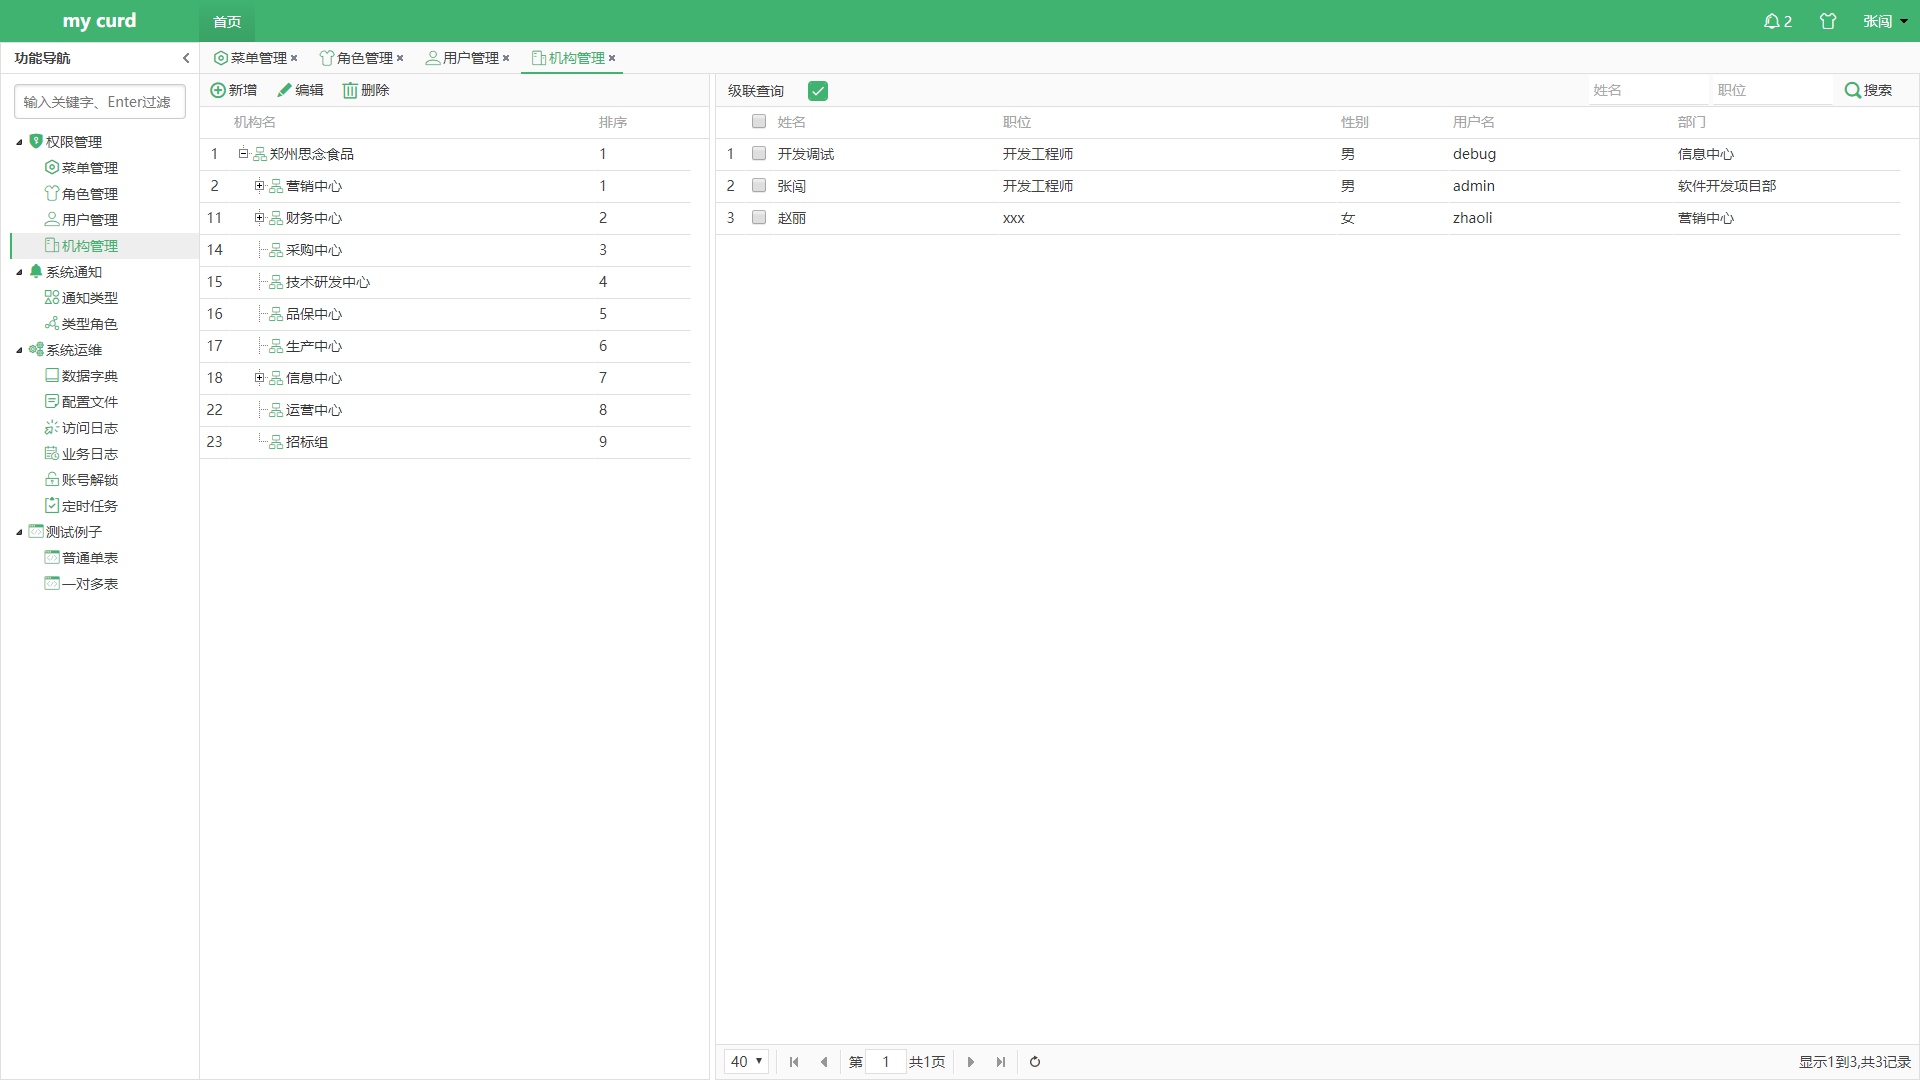 my curd
首页
2
张闯
功能导航
菜单管理
角色管理
用户管理
机构管理
输入关键字、Enter过滤
权限管理
菜单管理
角色管理
用户管理
机构管理
系统通知
通知类型
类型角色
系统运维
数据字典
配置文件
访问日志
业务日志
账号解锁
定时任务
测试例子
普通单表
一对多表
新增 编辑 删除
机构名 排序
1 郑州思念食品 1
2 营销中心 1
11 财务中心 2
14 采购中心 3
15 技术研发中心 4
16 品保中心 5
17 生产中心 6
18 信息中心 7
22 运营中心 8
23 招标组 9
级联查询 姓名 职位 搜索
姓名 职位 性别 用户名 部门
1 开发调试 开发工程师 男 debug 信息中心
2 张闯 开发工程师 男 admin 软件开发项目部
3 赵丽 xxx 女 zhaoli 营销中心
40 第 1 共1页 显示1到3,共3记录